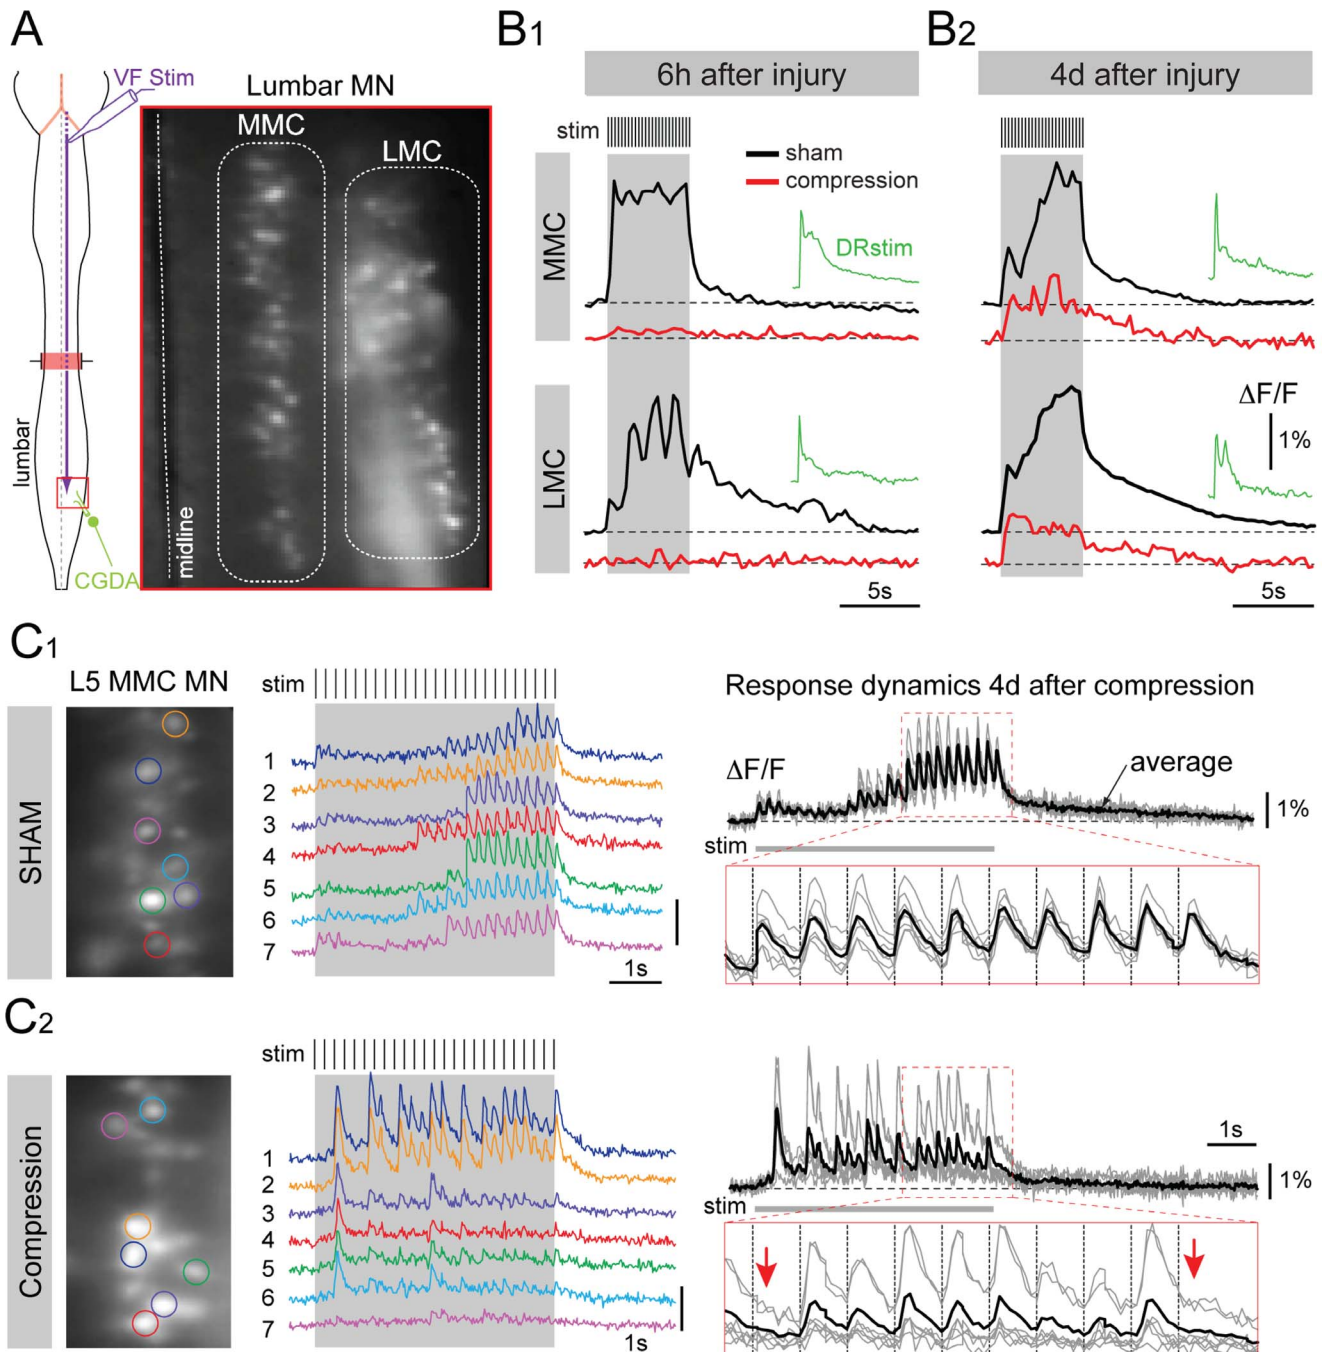 A
VF Stim
Lumbar MN
MMC
LMC
midline
lumbar
CGDA
B1
6h after injury
stim
sham
compression
MMC
DRstim
LMC
5s
B2
4d after injury
ΔF/F
1%
5s
C1
L5 MMC MN
SHAM
stim
1
2
3
4
5
6
7
1s
Response dynamics 4d after compression
ΔF/F
average
1%
stim
C2
Compression
stim
1
2
3
4
5
6
7
1s
1s
1%
stim